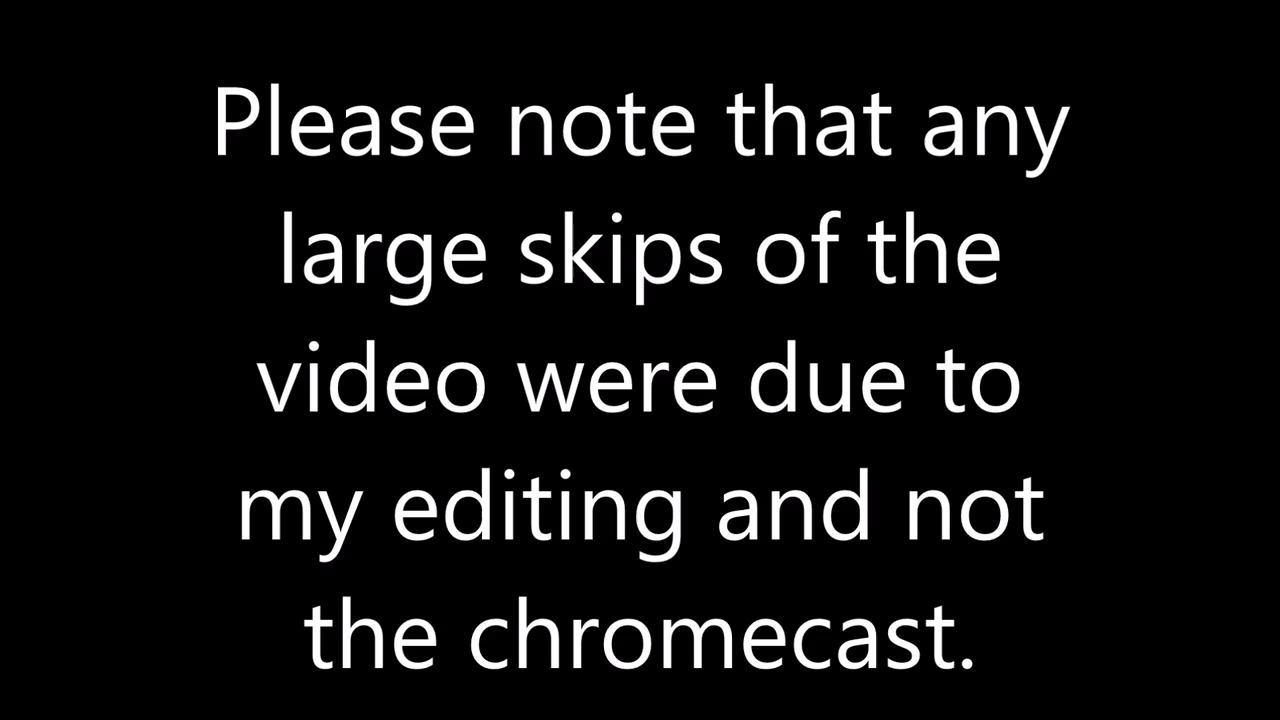 Please note that any
large skips of the
video were due to
my editing and not
the chromecast.